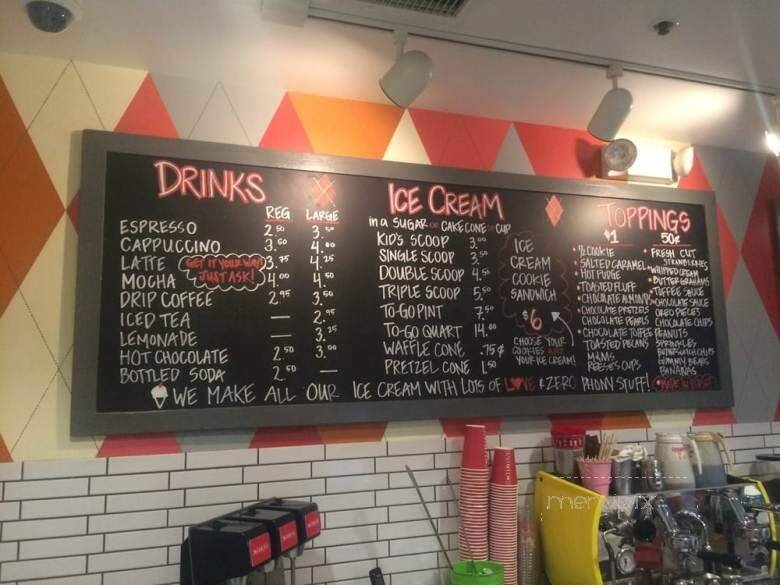 DRINKS
REG LARGE
ESPRESSO 2.50 3.50
CAPPUCCINO 3.50 4.00
LATTE 3.75 4.25
GET IT YOUR WAY!
JUST ASK!
MOCHA 4.00 4.50
DRIP COFFEE 2.95 3.50
ICED TEA — 2.95
LEMONADE — 3.25
HOT CHOCOLATE 2.50 3.00
BOTTLED SODA 2.50 —
ICE CREAM
in a SUGAR or CAKE CONE or CUP
KID'S SCOOP 3.00
SINGLE SCOOP 3.50
DOUBLE SCOOP 4.50
TRIPLE SCOOP 5.50
TO-GO PINT 7.50
TO-GO QUART 14.00
WAFFLE CONE .75¢
PRETZEL CONE 1.50
ICE
CREAM
COOKIE
SANDWICH
$6
CHOOSE YOUR
COOKIES AND
YOUR ICE CREAM!
TOPPINGS
$1
½ COOKIE
SALTED CARAMEL
HOT FUDGE
TOASTED FLUFF
CHOCOLATE ALMONDS
CHOCOLATE PRETZELS
CHOCOLATE PEARLS
CHOCOLATE TOFFEE
TOASTED PECANS
M&MS
REESE'S CUPS
50¢
FRESH CUT
STRAWBERRIES
WHIPPED CREAM
BUTTER GRAHAMS
TOFFEE SAUCE
CHOCOLATE SAUCE
OREO PIECES
CHOCOLATE CHIPS
PEANUTS
SPRINKLES
BUTTERSCOTCH CHIPS
GUMMY BEARS
BANANAS
WE MAKE ALL OUR ICE CREAM WITH LOTS OF LOVE & ZERO PHONY STUFF!